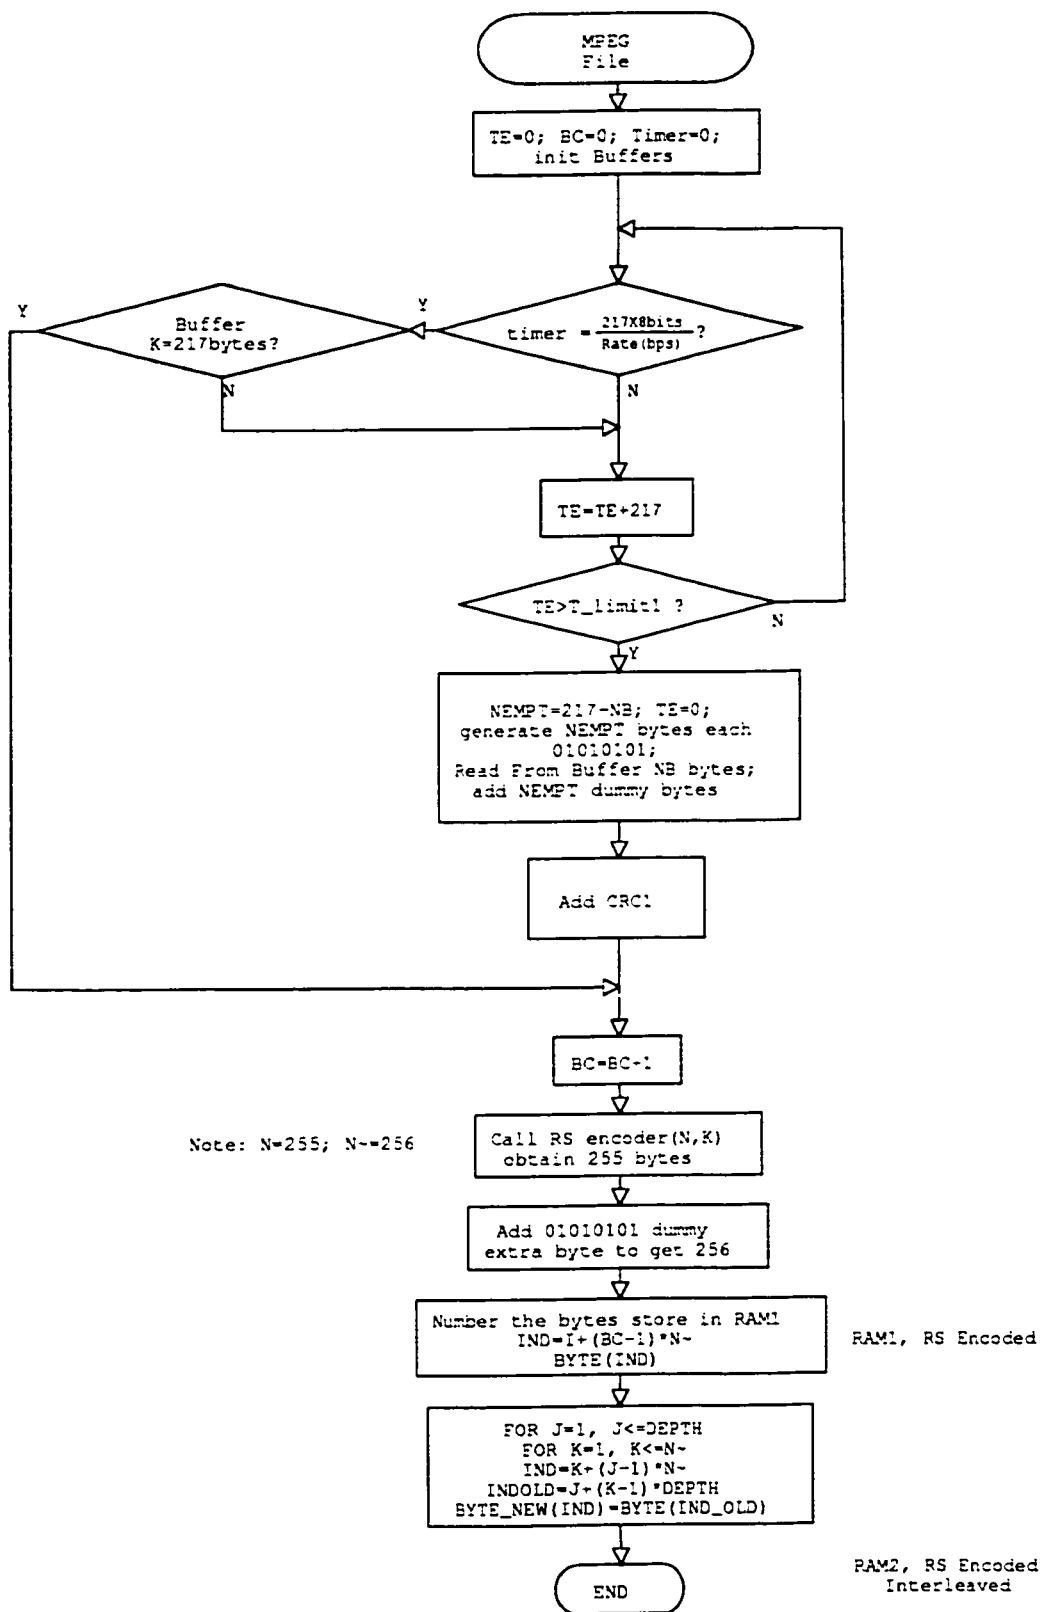 MPEG
File
TE=0; BC=0; Timer=0;
init Buffers
Y
Buffer
K=217bytes?
Y
timer = 217X8bits / Rate(bps) ?
N
N
TE=TE+217
TE>T_limit1 ?
N
Y
NEMPT=217-NB; TE=0;
generate NEMPT bytes each
01010101;
Read From Buffer NB bytes;
add NEMPT dummy bytes
Add CRC1
BC=BC+1
Note: N=255; N~=256
Call RS encoder(N,K)
obtain 255 bytes
Add 01010101 dummy
extra byte to get 256
Number the bytes store in RAM1
IND=I+(BC-1)*N~
BYTE(IND)
RAM1, RS Encoded
FOR J=1, J<=DEPTH
FOR K=1, K<=N~
IND=K+(J-1)*N~
INDOLD=J+(K-1)*DEPTH
BYTE_NEW(IND)=BYTE(IND_OLD)
END
RAM2, RS Encoded
Interleaved